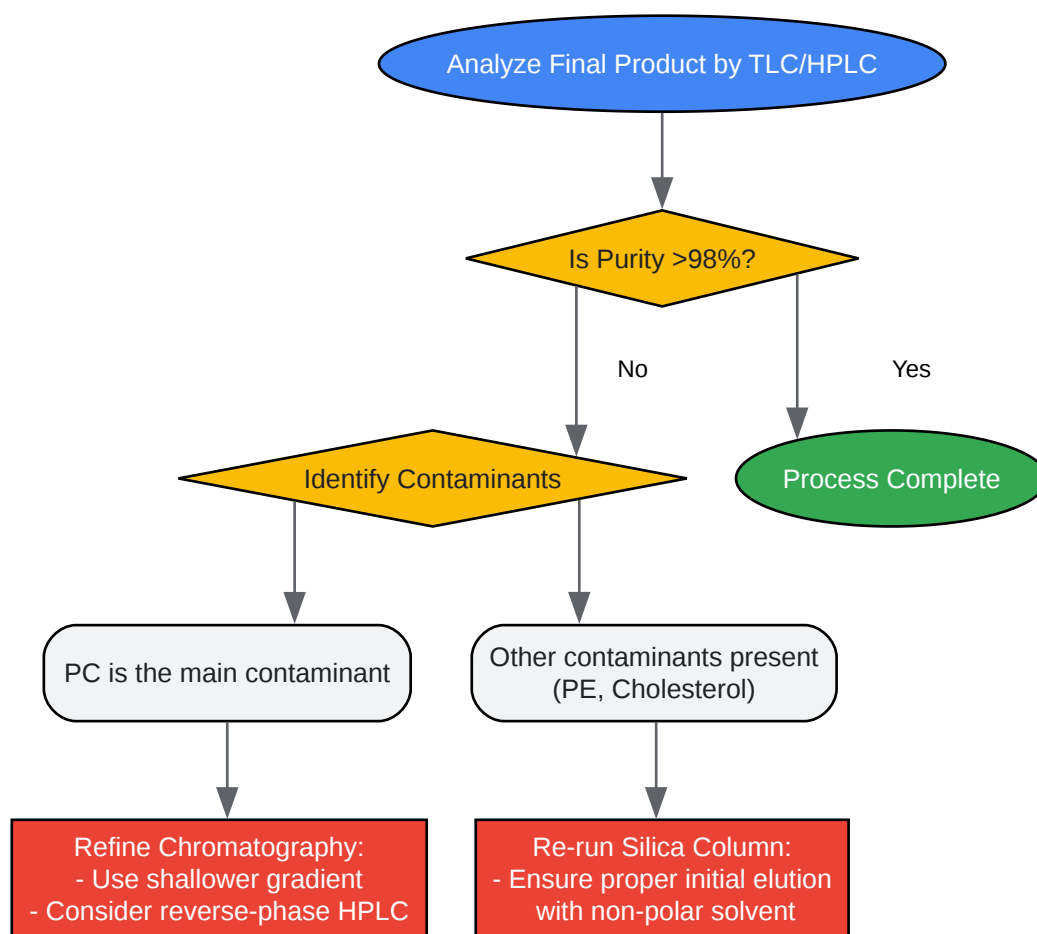 Analyze Final Product by TLC/HPLC
Is Purity >98%?
No
Yes
Identify Contaminants
Process Complete
PC is the main contaminant
Other contaminants present
(PE, Cholesterol)
Refine Chromatography:
- Use shallower gradient
- Consider reverse-phase HPLC
Re-run Silica Column:
- Ensure proper initial elution
with non-polar solvent